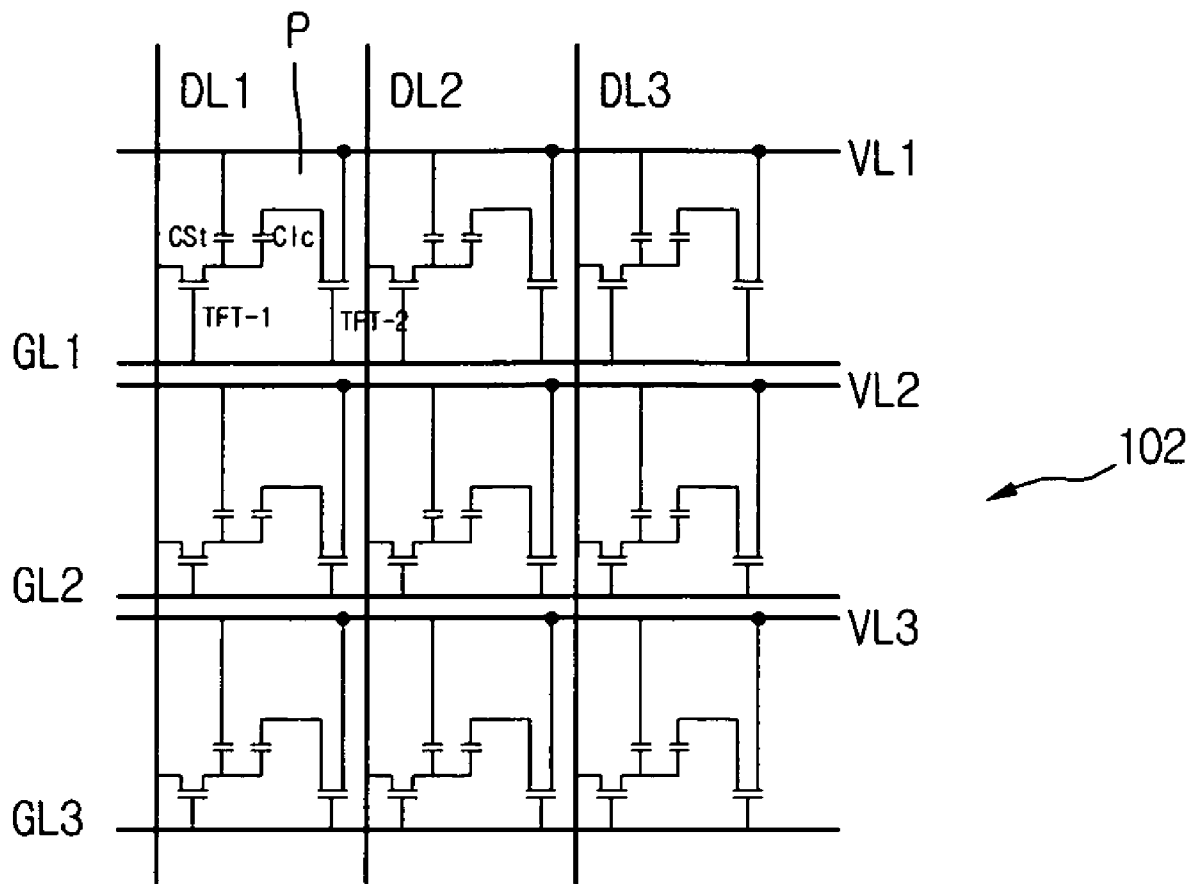 P
DL1 DL2 DL3
VL1
CSt Clc
TFT-1 TFT-2
GL1
VL2
102
GL2
VL3
GL3